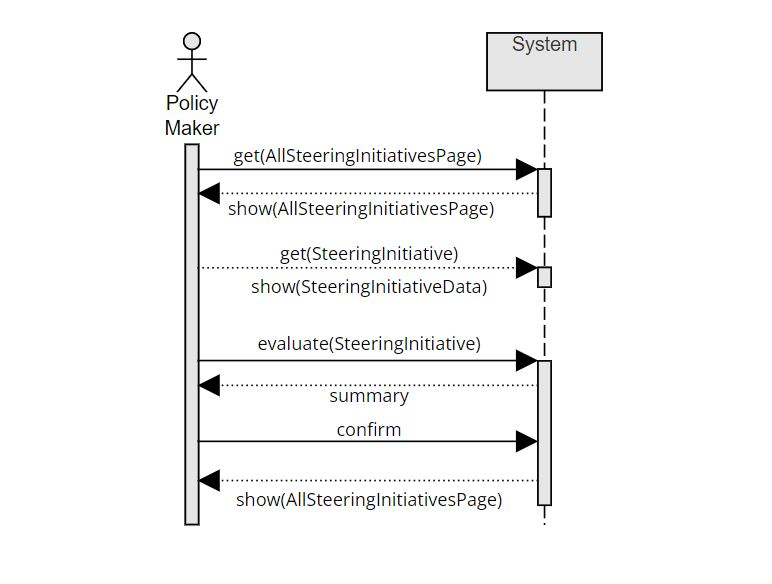 System
Policy
Maker
get(AllSteeringInitiativesPage)
show(AllSteeringInitiativesPage)
get(SteeringInitiative)
show(SteeringInitiativeData)
evaluate(SteeringInitiative)
summary
confirm
show(AllSteeringInitiativesPage)